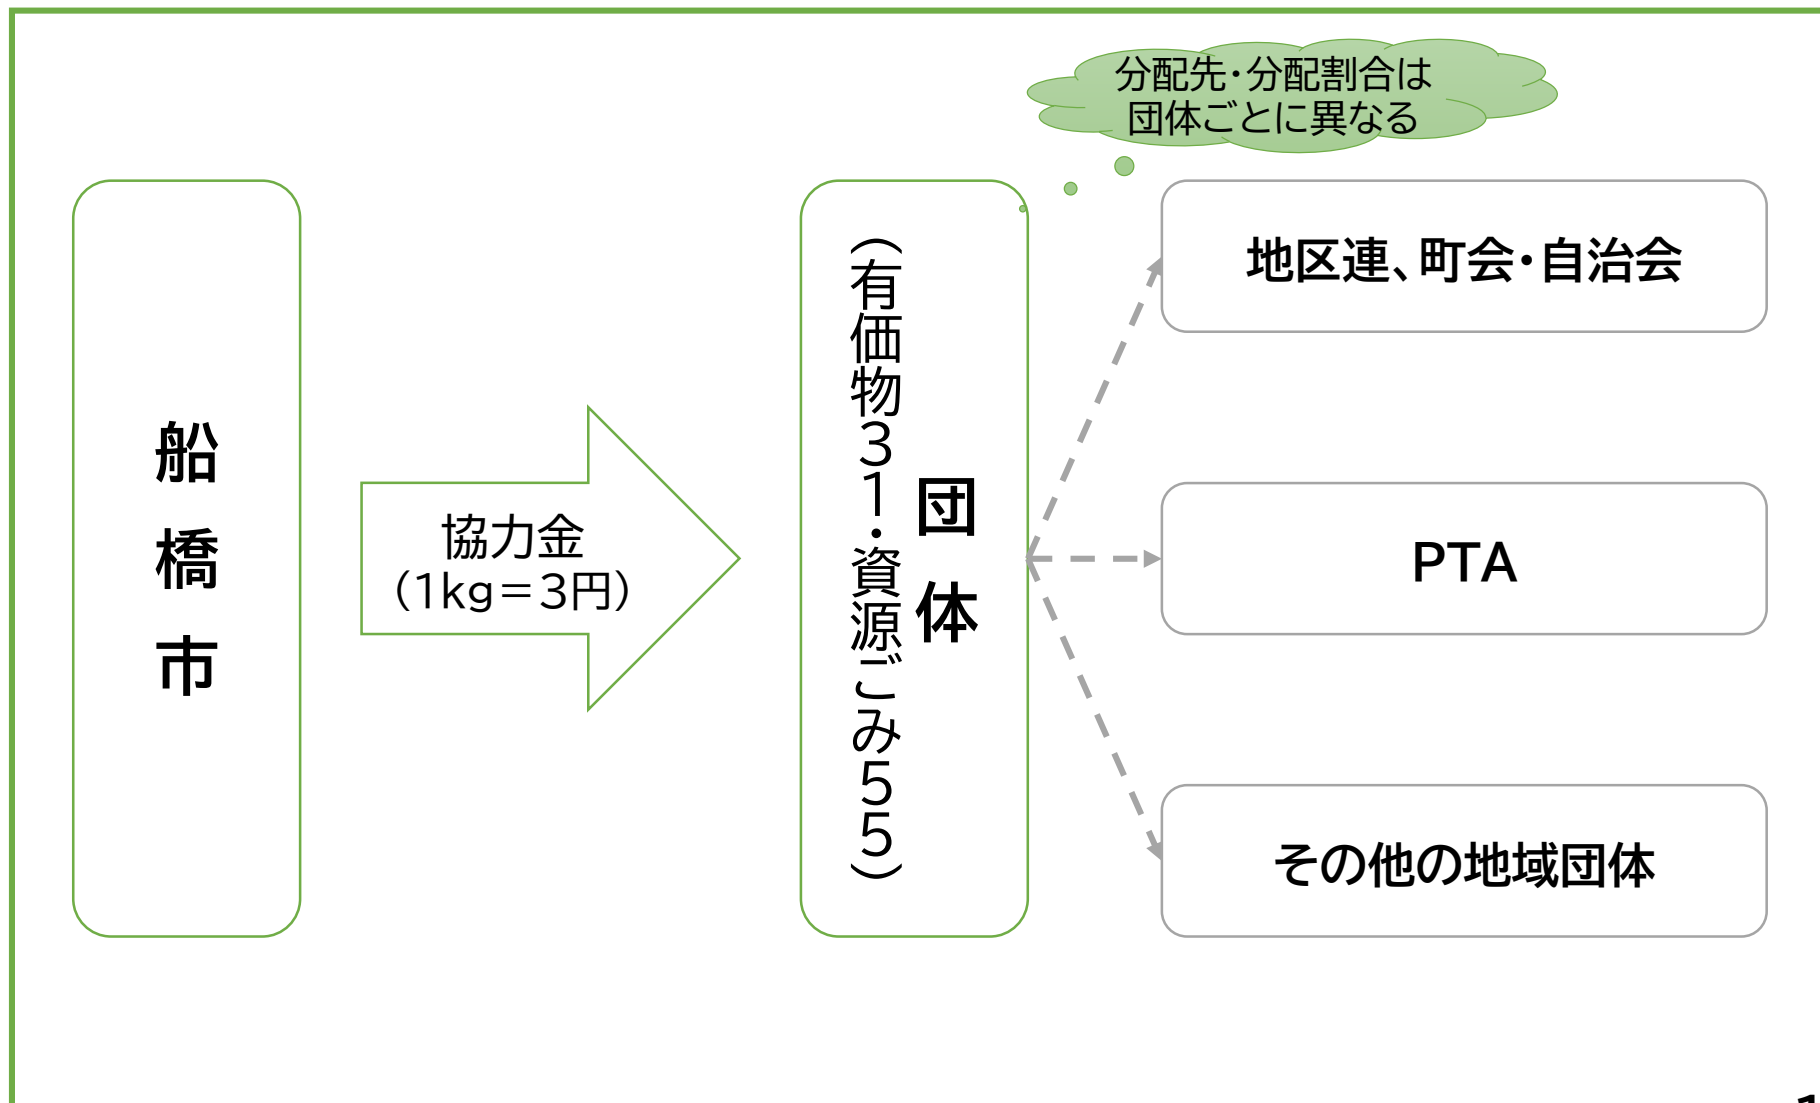 分配先・分配割合は
団体ごとに異なる
船橋市
協力金
（1kg＝3円）
団体
（有価物３１・資源ごみ５５）
地区連、町会・自治会
PTA
その他の地域団体